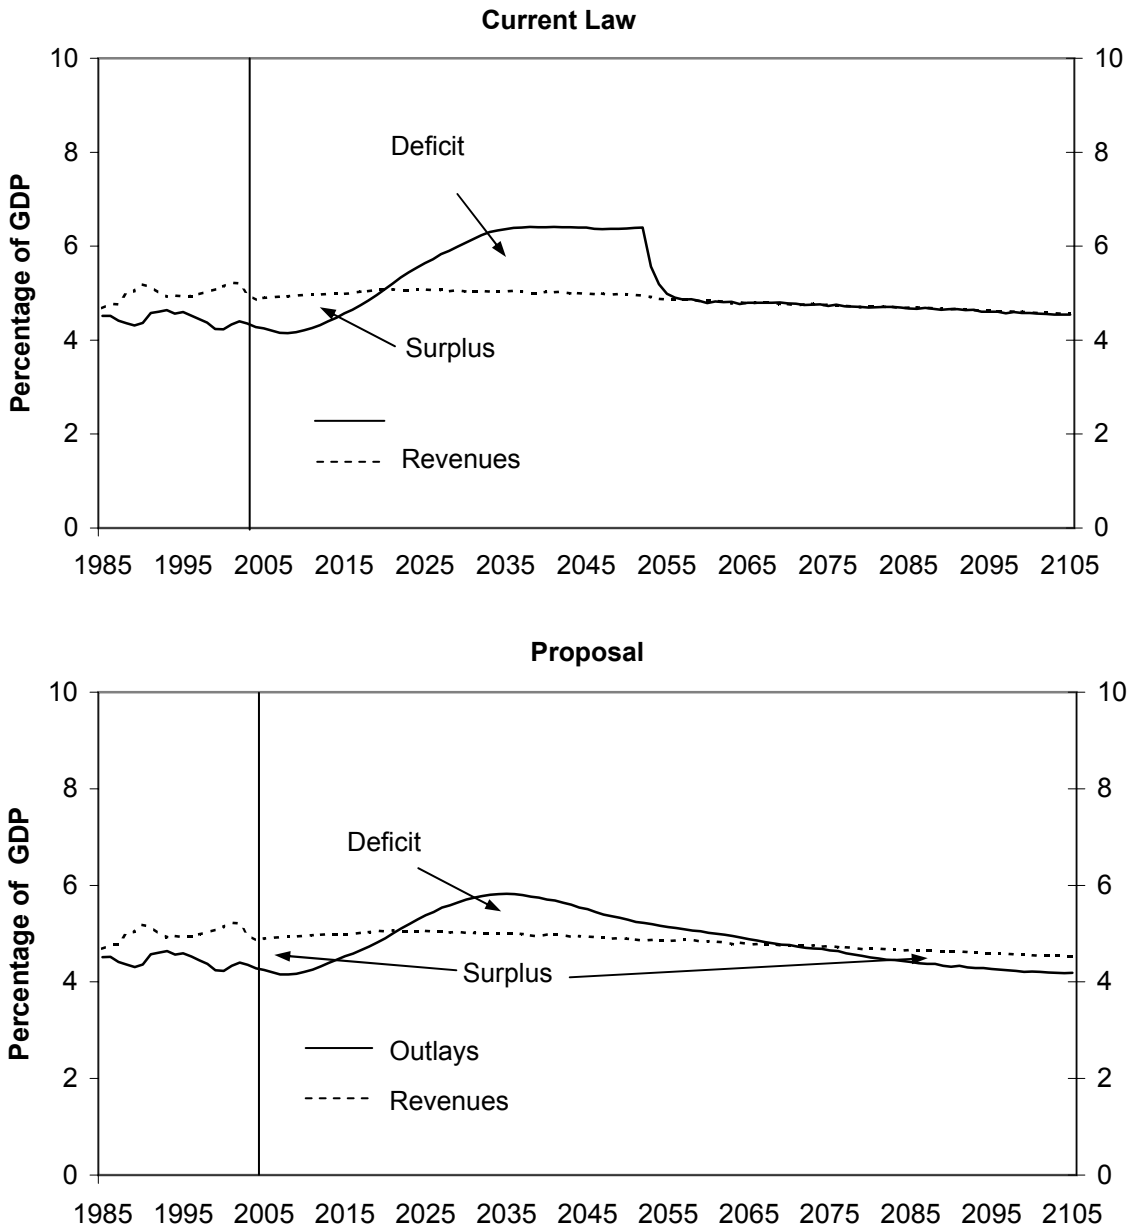 Current Law
10 10
Deficit
8 8
Percentage of GDP
6 6
4 4
Surplus
2 2
Revenues
0 0
1985 1995 2005 2015 2025 2035 2045 2055 2065 2075 2085 2095 2105
Proposal
10 10
8 8
Percentage of  GDP
Deficit
6 6
4 4
Surplus
Outlays
2 2
Revenues
0 0
1985 1995 2005 2015 2025 2035 2045 2055 2065 2075 2085 2095 2105